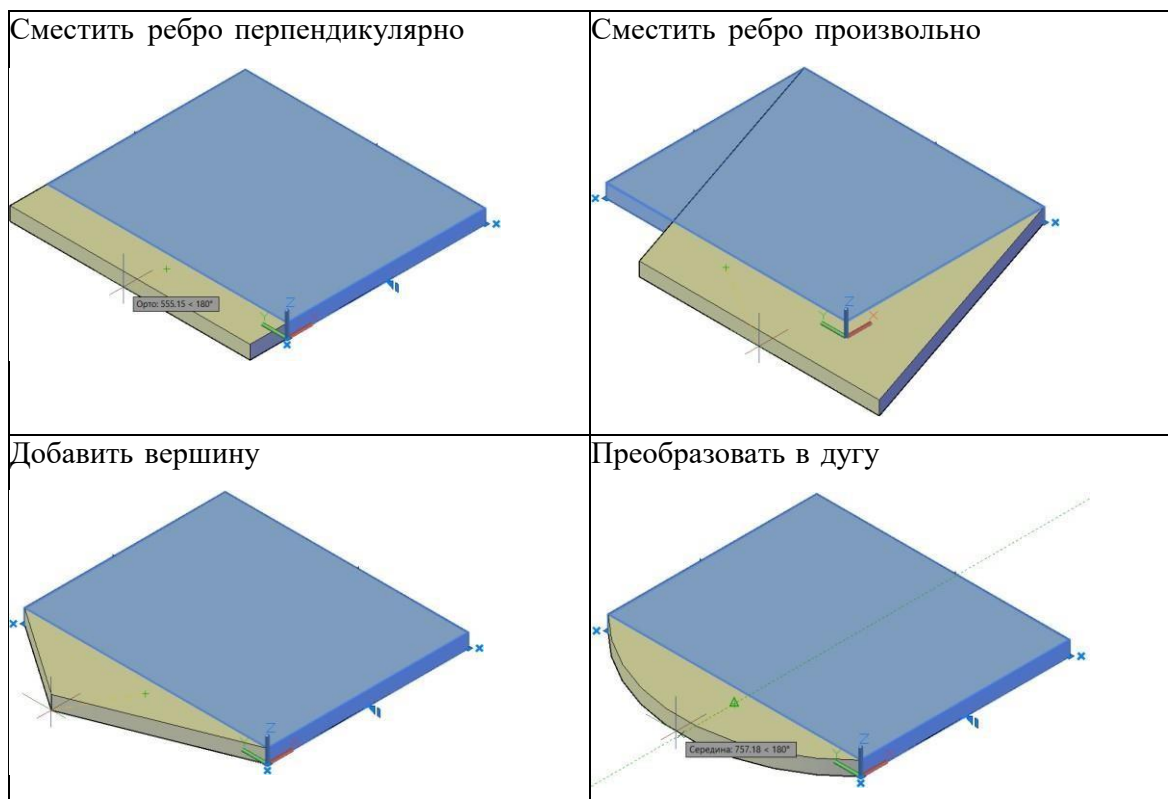 Сместить ребро перпендикулярно
Сместить ребро произвольно
Орто: 555.15 < 180°
Z
Y
Z
Y
X
Добавить вершину
Преобразовать в дугу
Z
Середина: 757.18 < 180°
Z